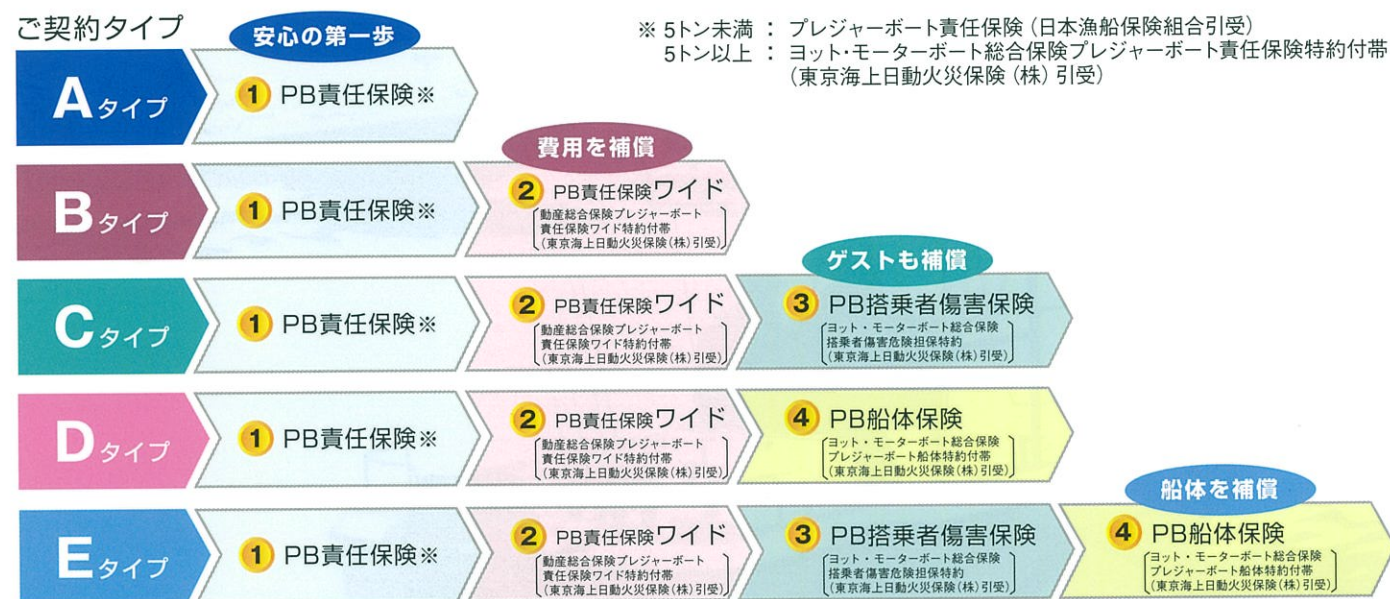 ご契約タイプ
安心の第一歩
※ 5トン未満 : プレジャーボート責任保険(日本漁船保険組合引受)
5トン以上 : ヨット・モーターボート総合保険プレジャーボート責任保険特約付帯
(東京海上日動火災保険(株)引受)
Aタイプ
① PB責任保険※
費用を補償
Bタイプ
① PB責任保険※
② PB責任保険ワイド
動産総合保険プレジャーボート
責任保険ワイド特約付帯
(東京海上日動火災保険(株)引受)
ゲストも補償
Cタイプ
① PB責任保険※
② PB責任保険ワイド
動産総合保険プレジャーボート
責任保険ワイド特約付帯
(東京海上日動火災保険(株)引受)
③ PB搭乗者傷害保険
ヨット・モーターボート総合保険
搭乗者傷害危険担保特約
(東京海上日動火災保険(株)引受)
Dタイプ
① PB責任保険※
② PB責任保険ワイド
動産総合保険プレジャーボート
責任保険ワイド特約付帯
(東京海上日動火災保険(株)引受)
④ PB船体保険
ヨット・モーターボート総合保険
プレジャーボート船体特約付帯
(東京海上日動火災保険(株)引受)
船体を補償
Eタイプ
① PB責任保険※
② PB責任保険ワイド
動産総合保険プレジャーボート
責任保険ワイド特約付帯
(東京海上日動火災保険(株)引受)
③ PB搭乗者傷害保険
ヨット・モーターボート総合保険
搭乗者傷害危険担保特約
(東京海上日動火災保険(株)引受)
④ PB船体保険
ヨット・モーターボート総合保険
プレジャーボート船体特約付帯
(東京海上日動火災保険(株)引受)